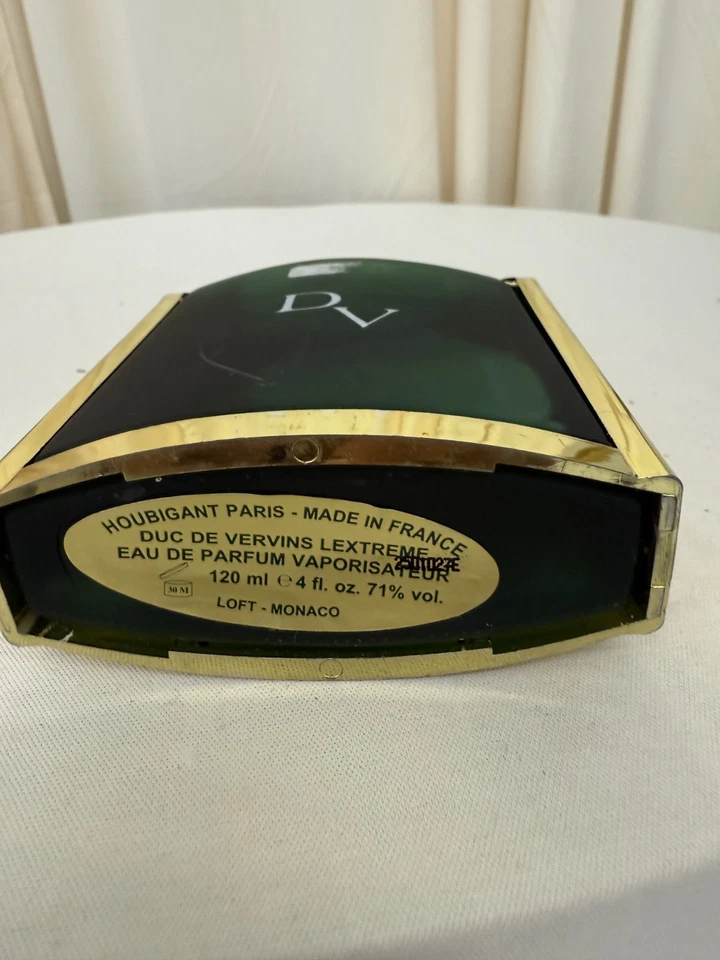 DV
HOUBIGANT PARIS - MADE IN FRANCE
DUC DE VERVINS LEXTREME
EAU DE PARFUM VAPORISATEUR
120 ml ℮ 4 fl. oz. 71% vol.
30 M
LOFT - MONACO